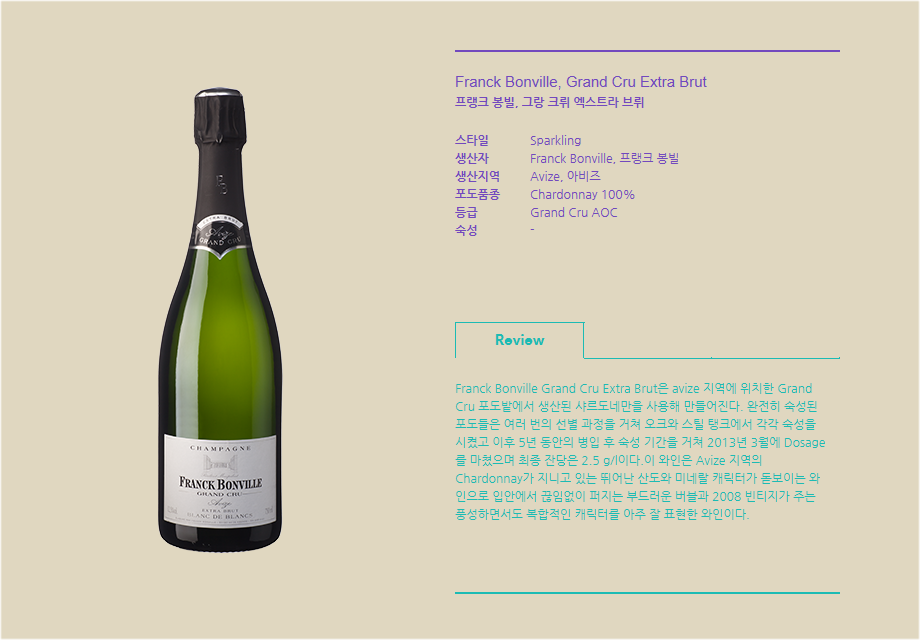 Franck Bonville, Grand Cru Extra Brut
프랭크 봉빌, 그랑 크뤼 엑스트라 브뤼
스타일 Sparkling
생산자 Franck Bonville, 프랭크 봉빌
생산지역 Avize, 아비즈
포도품종 Chardonnay 100%
등급 Grand Cru AOC
숙성 -
EXTRA BRUT
Avize
GRAND CRU
CHAMPAGNE
FRANCK BONVILLE
GRAND CRU
Avize
EXTRA BRUT
BLANC DE BLANCS
Review
Franck Bonville Grand Cru Extra Brut은 avize 지역에 위치한 Grand
Cru 포도밭에서 생산된 샤르도네만을 사용해 만들어진다. 완전히 숙성된
포도들은 여러 번의 선별 과정을 거쳐 오크와 스틸 탱크에서 각각 숙성을
시켰고 이후 5년 동안의 병입 후 숙성 기간을 거쳐 2013년 3월에 Dosage
를 마쳤으며 최종 잔당은 2.5 g/l이다.이 와인은 Avize 지역의
Chardonnay가 지니고 있는 뛰어난 산도와 미네랄 캐릭터가 돋보이는 와
인으로 입안에서 끊임없이 퍼지는 부드러운 버블과 2008 빈티지가 주는
풍성하면서도 복합적인 캐릭터를 아주 잘 표현한 와인이다.